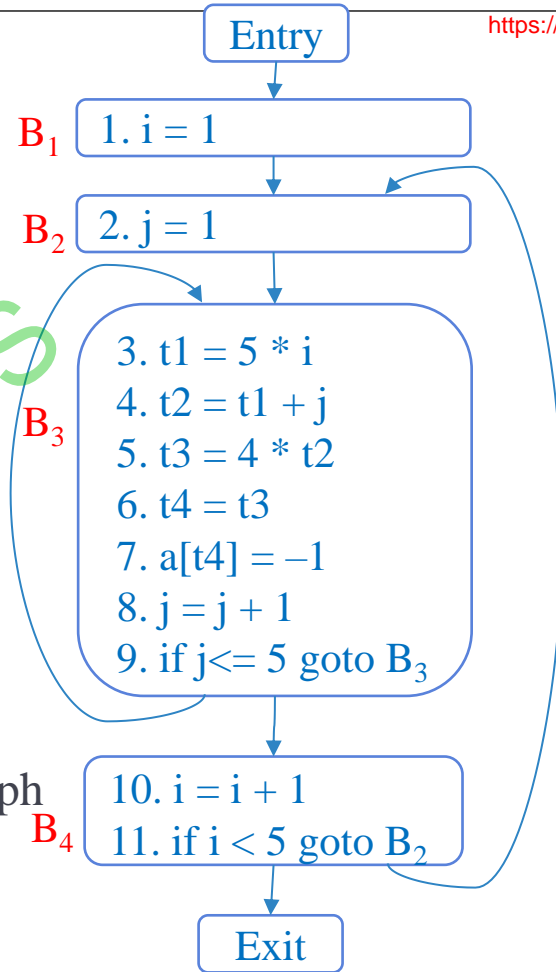 https://
Entry
B₁
1. i = 1
B₂
2. j = 1
S
B₃
3. t1 = 5 * i
4. t2 = t1 + j
5. t3 = 4 * t2
6. t4 = t3
7. a[t4] = –1
8. j = j + 1
9. if j<= 5 goto B₃
ph
B₄
10. i = i + 1
11. if i < 5 goto B₂
Exit